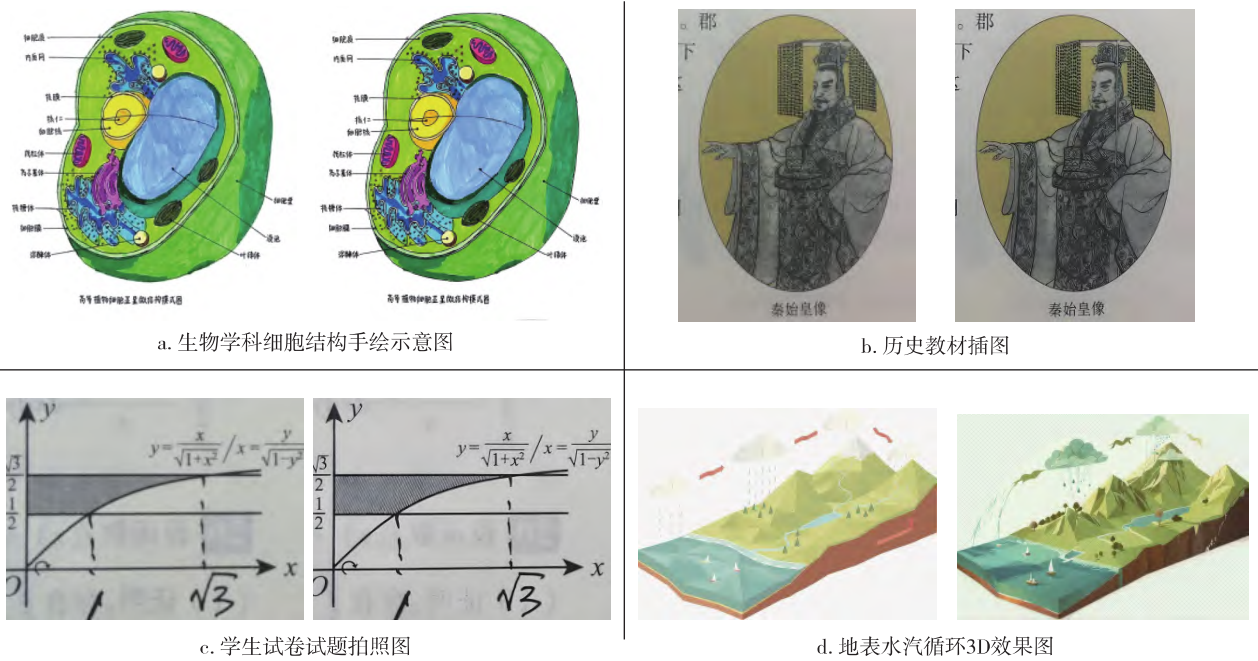 细胞质
内质网
核膜
核仁
细胞核
线粒体
高尔基体
核糖体
细胞膜
溶酶体
细胞壁
液泡
叶绿体
高等植物细胞亚显微结构模式图
细胞质
内质网
核膜
核仁
细胞核
线粒体
高尔基体
核糖体
细胞膜
溶酶体
细胞壁
液泡
叶绿体
高等植物细胞亚显微结构模式图
a. 生物学科细胞结构手绘示意图
。郡
下
秦始皇像
。郡
下
秦始皇像
b. 历史教材插图
y
y=x/√(1+x²) / x=y/√(1-y²)
√3/2
1/2
O
x
1
√3
y
y=x/√(1+x²) / x=y/√(1-y²)
√3/2
1/2
O
x
1
√3
c. 学生试卷试题拍照图
d. 地表水汽循环3D效果图